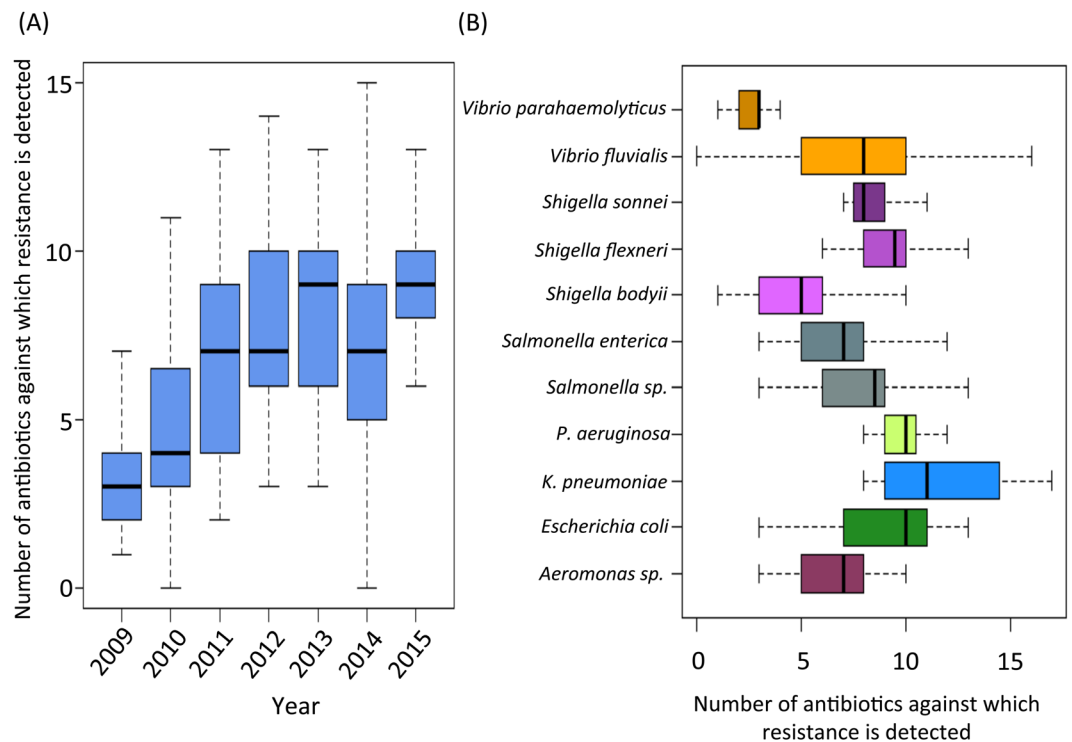 (A)
Number of antibiotics against which resistance is detected
15
10
5
0
2009
2010
2011
2012
2013
2014
2015
Year
(B)
Vibrio parahaemolyticus
Vibrio fluvialis
Shigella sonnei
Shigella flexneri
Shigella bodyii
Salmonella enterica
Salmonella sp.
P. aeruginosa
K. pneumoniae
Escherichia coli
Aeromonas sp.
0
5
10
15
Number of antibiotics against which
resistance is detected